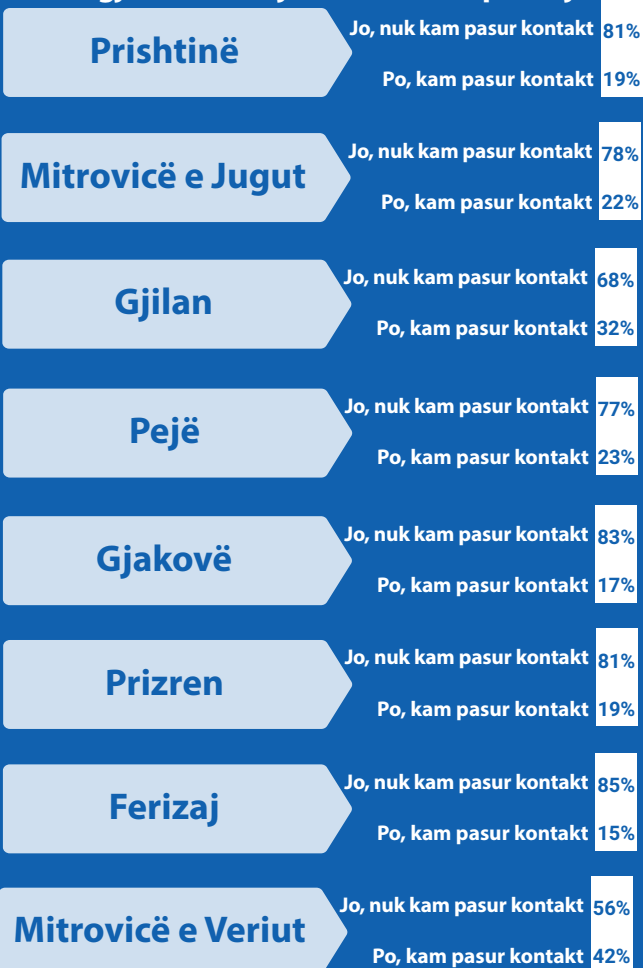 Prishtinë
Jo, nuk kam pasur kontakt 81%
Po, kam pasur kontakt 19%
Mitrovicë e Jugut
Jo, nuk kam pasur kontakt 78%
Po, kam pasur kontakt 22%
Gjilan
Jo, nuk kam pasur kontakt 68%
Po, kam pasur kontakt 32%
Pejë
Jo, nuk kam pasur kontakt 77%
Po, kam pasur kontakt 23%
Gjakovë
Jo, nuk kam pasur kontakt 83%
Po, kam pasur kontakt 17%
Prizren
Jo, nuk kam pasur kontakt 81%
Po, kam pasur kontakt 19%
Ferizaj
Jo, nuk kam pasur kontakt 85%
Po, kam pasur kontakt 15%
Mitrovicë e Veriut
Jo, nuk kam pasur kontakt 56%
Po, kam pasur kontakt 42%